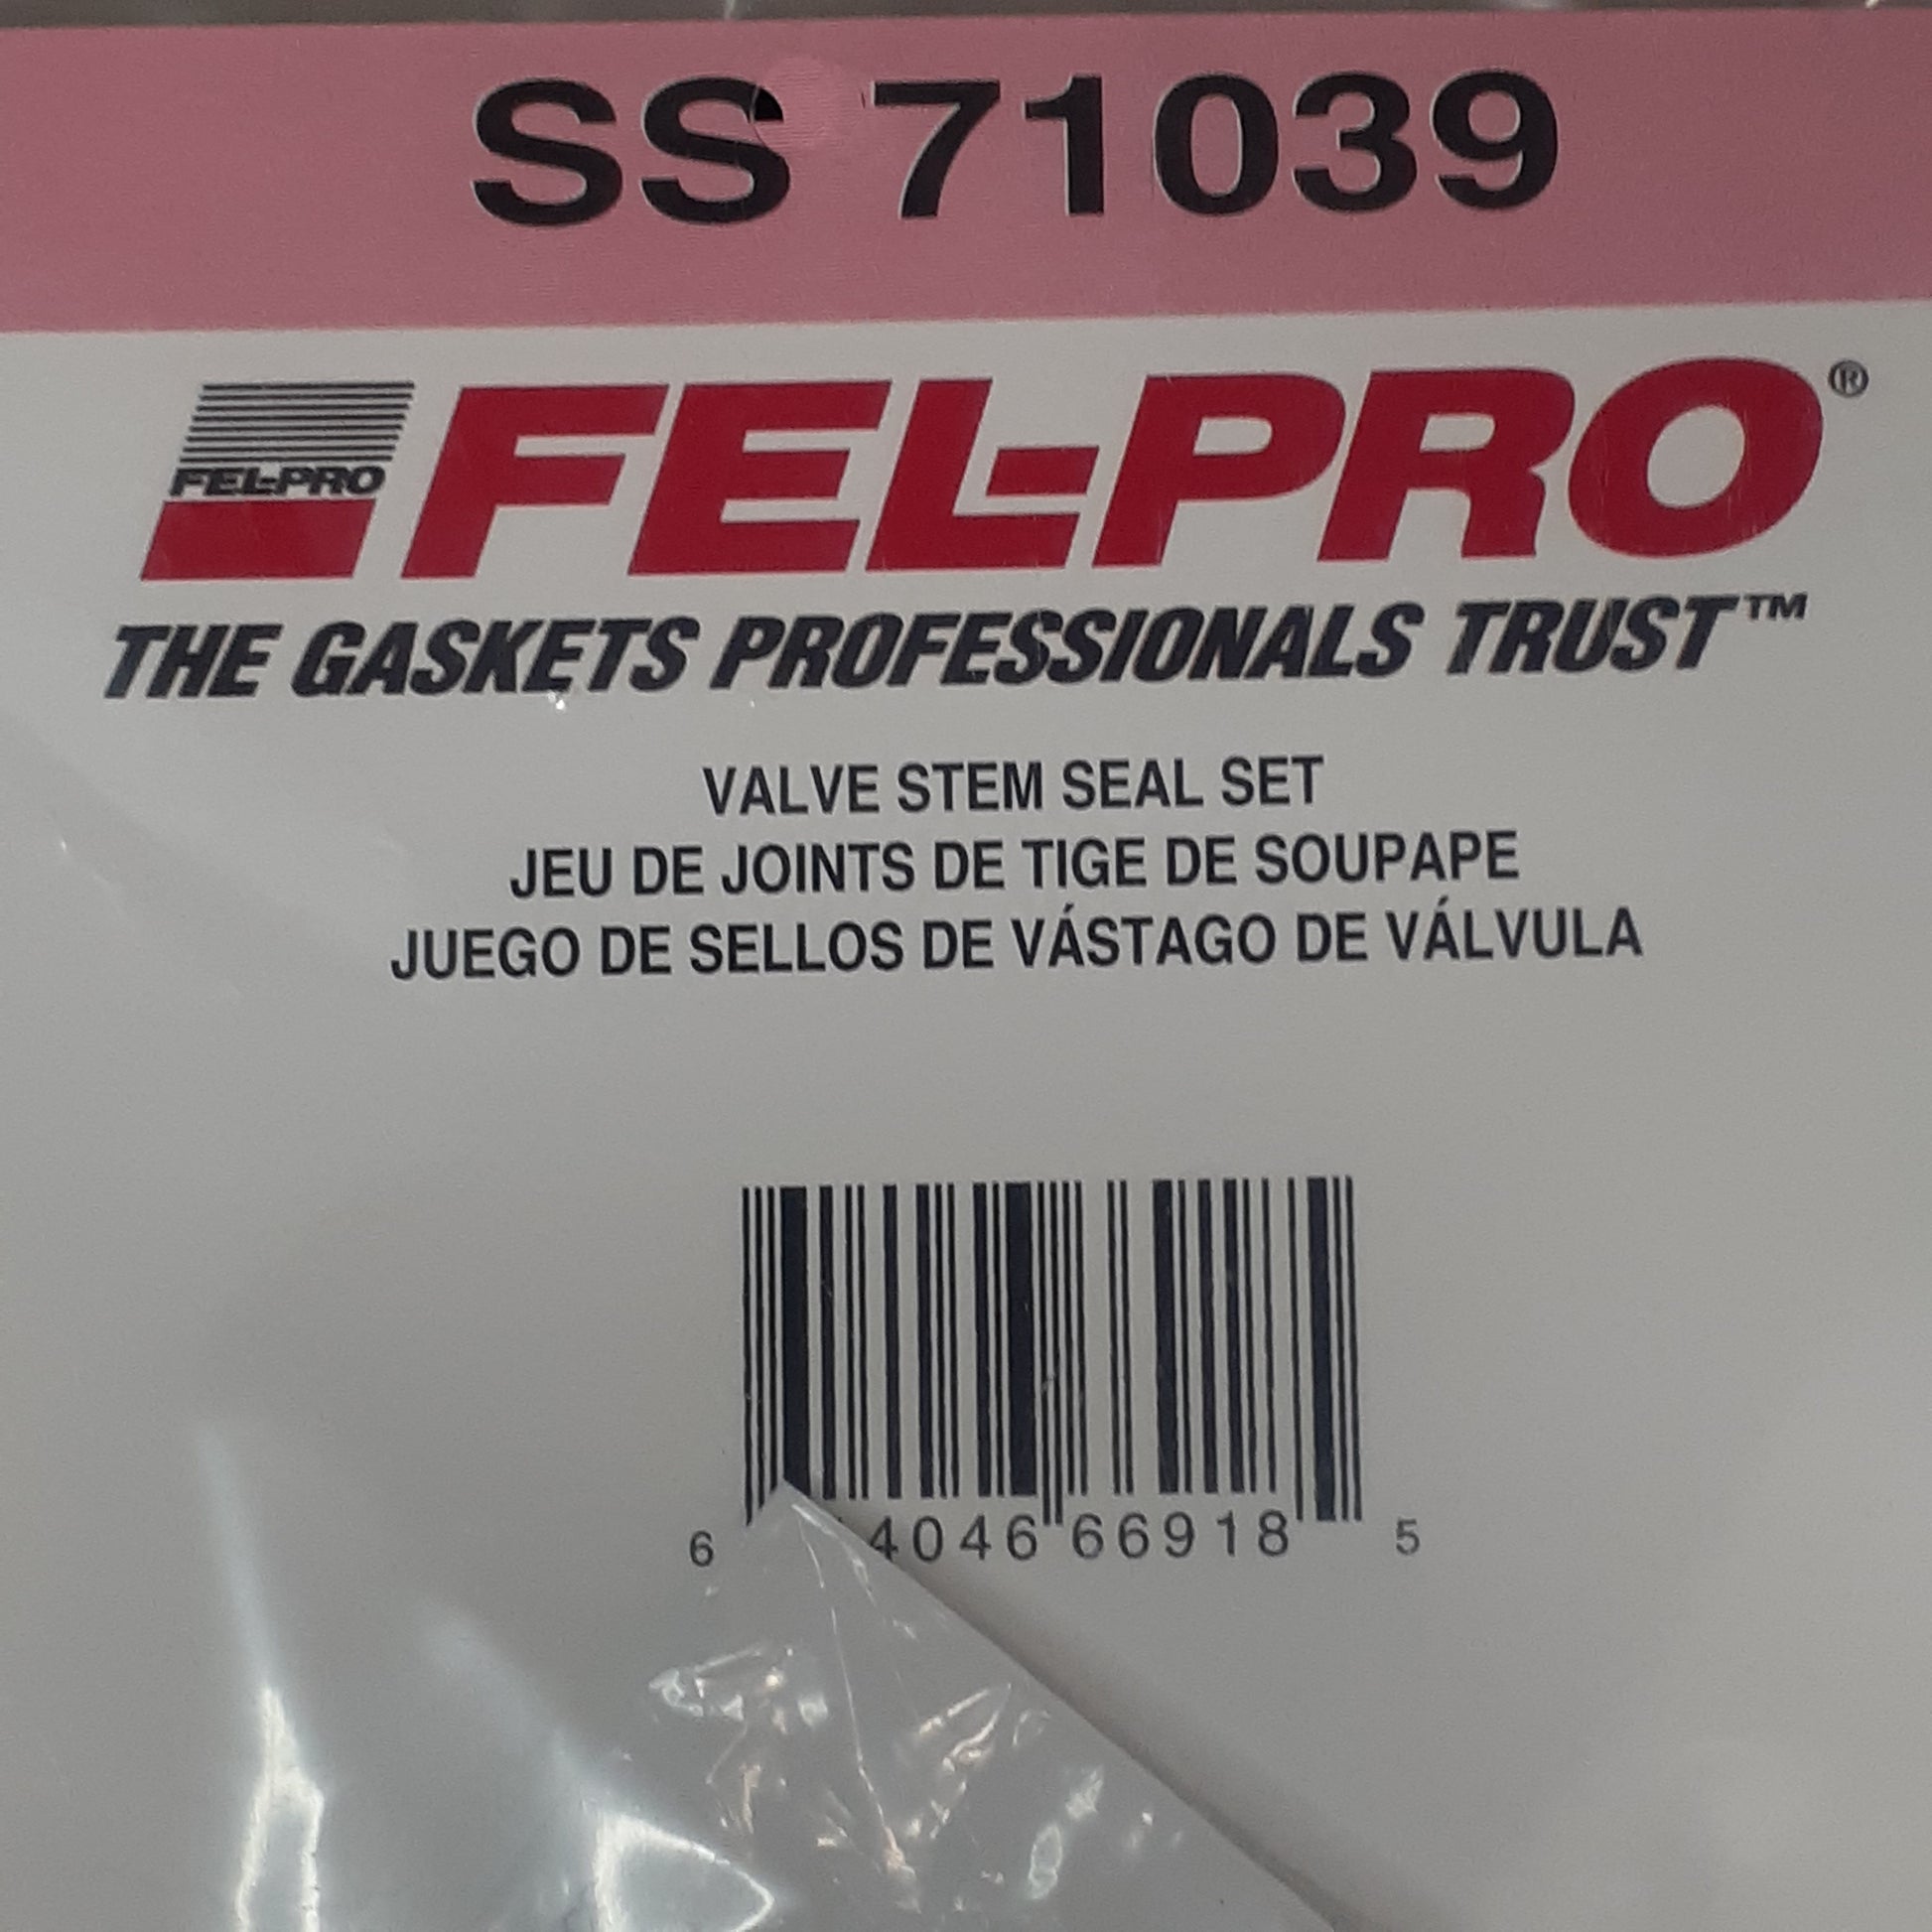 SS 71039
FEL-PRO
FEL-PRO®
THE GASKETS PROFESSIONALS TRUST™
VALVE STEM SEAL SET
JEU DE JOINTS DE TIGE DE SOUPAPE
JUEGO DE SELLOS DE VÁSTAGO DE VÁLVULA
6 4046 66918 5